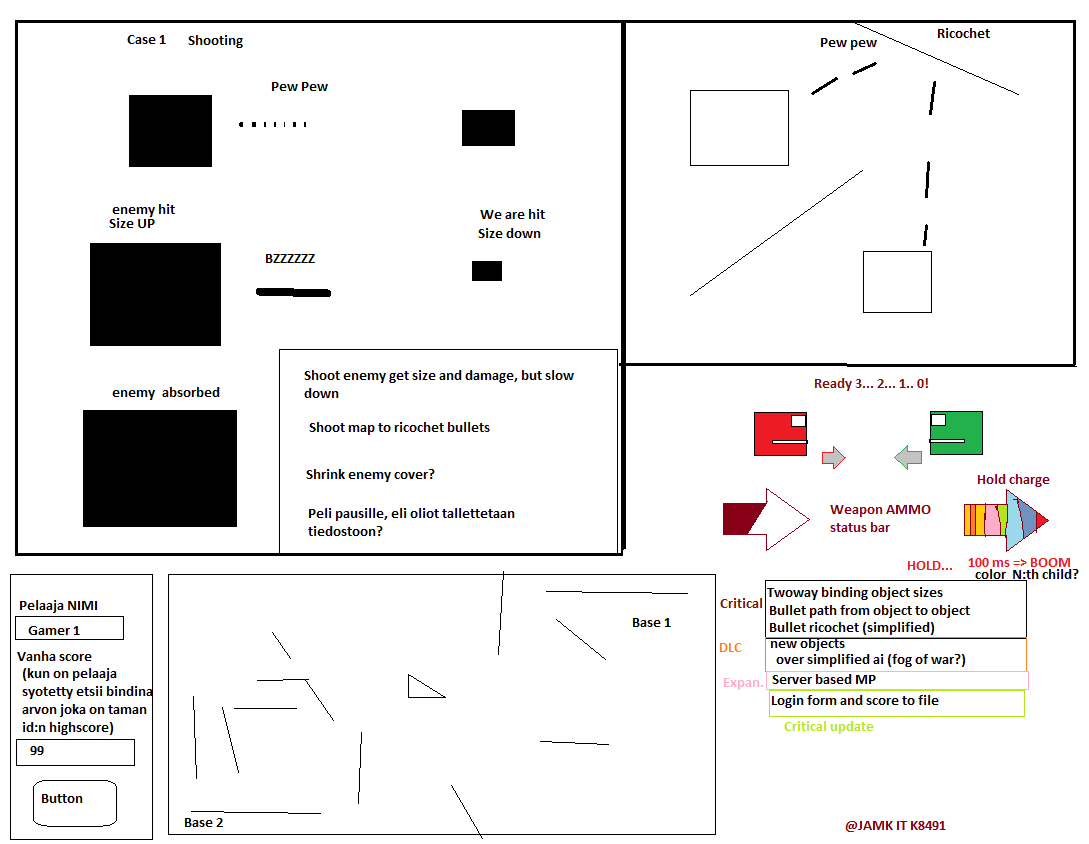 Case 1 Shooting
Pew Pew
enemy hit
Size UP
We are hit
Size down
BZZZZZZ
enemy absorbed
Shoot enemy get size and damage, but slow
down
Shoot map to ricochet bullets
Shrink enemy cover?
Peli pausille, eli oliot tallettetaan
tiedostoon?
Ricochet
Pew pew
Ready 3... 2... 1.. 0!
Hold charge
Weapon AMMO
status bar
HOLD...
100 ms => BOOM
color N:th child?
Pelaaja NIMI
Gamer 1
Vanha score
(kun on pelaaja
syotetty etsii bindina
arvon joka on taman
id:n highscore)
99
Button
Base 1
Base 2
Critical
Twoway binding object sizes
Bullet path from object to object
Bullet ricochet (simplified)
DLC
new objects
over simplified ai (fog of war?)
Expan.
Server based MP
Login form and score to file
Critical update
@JAMK IT K8491